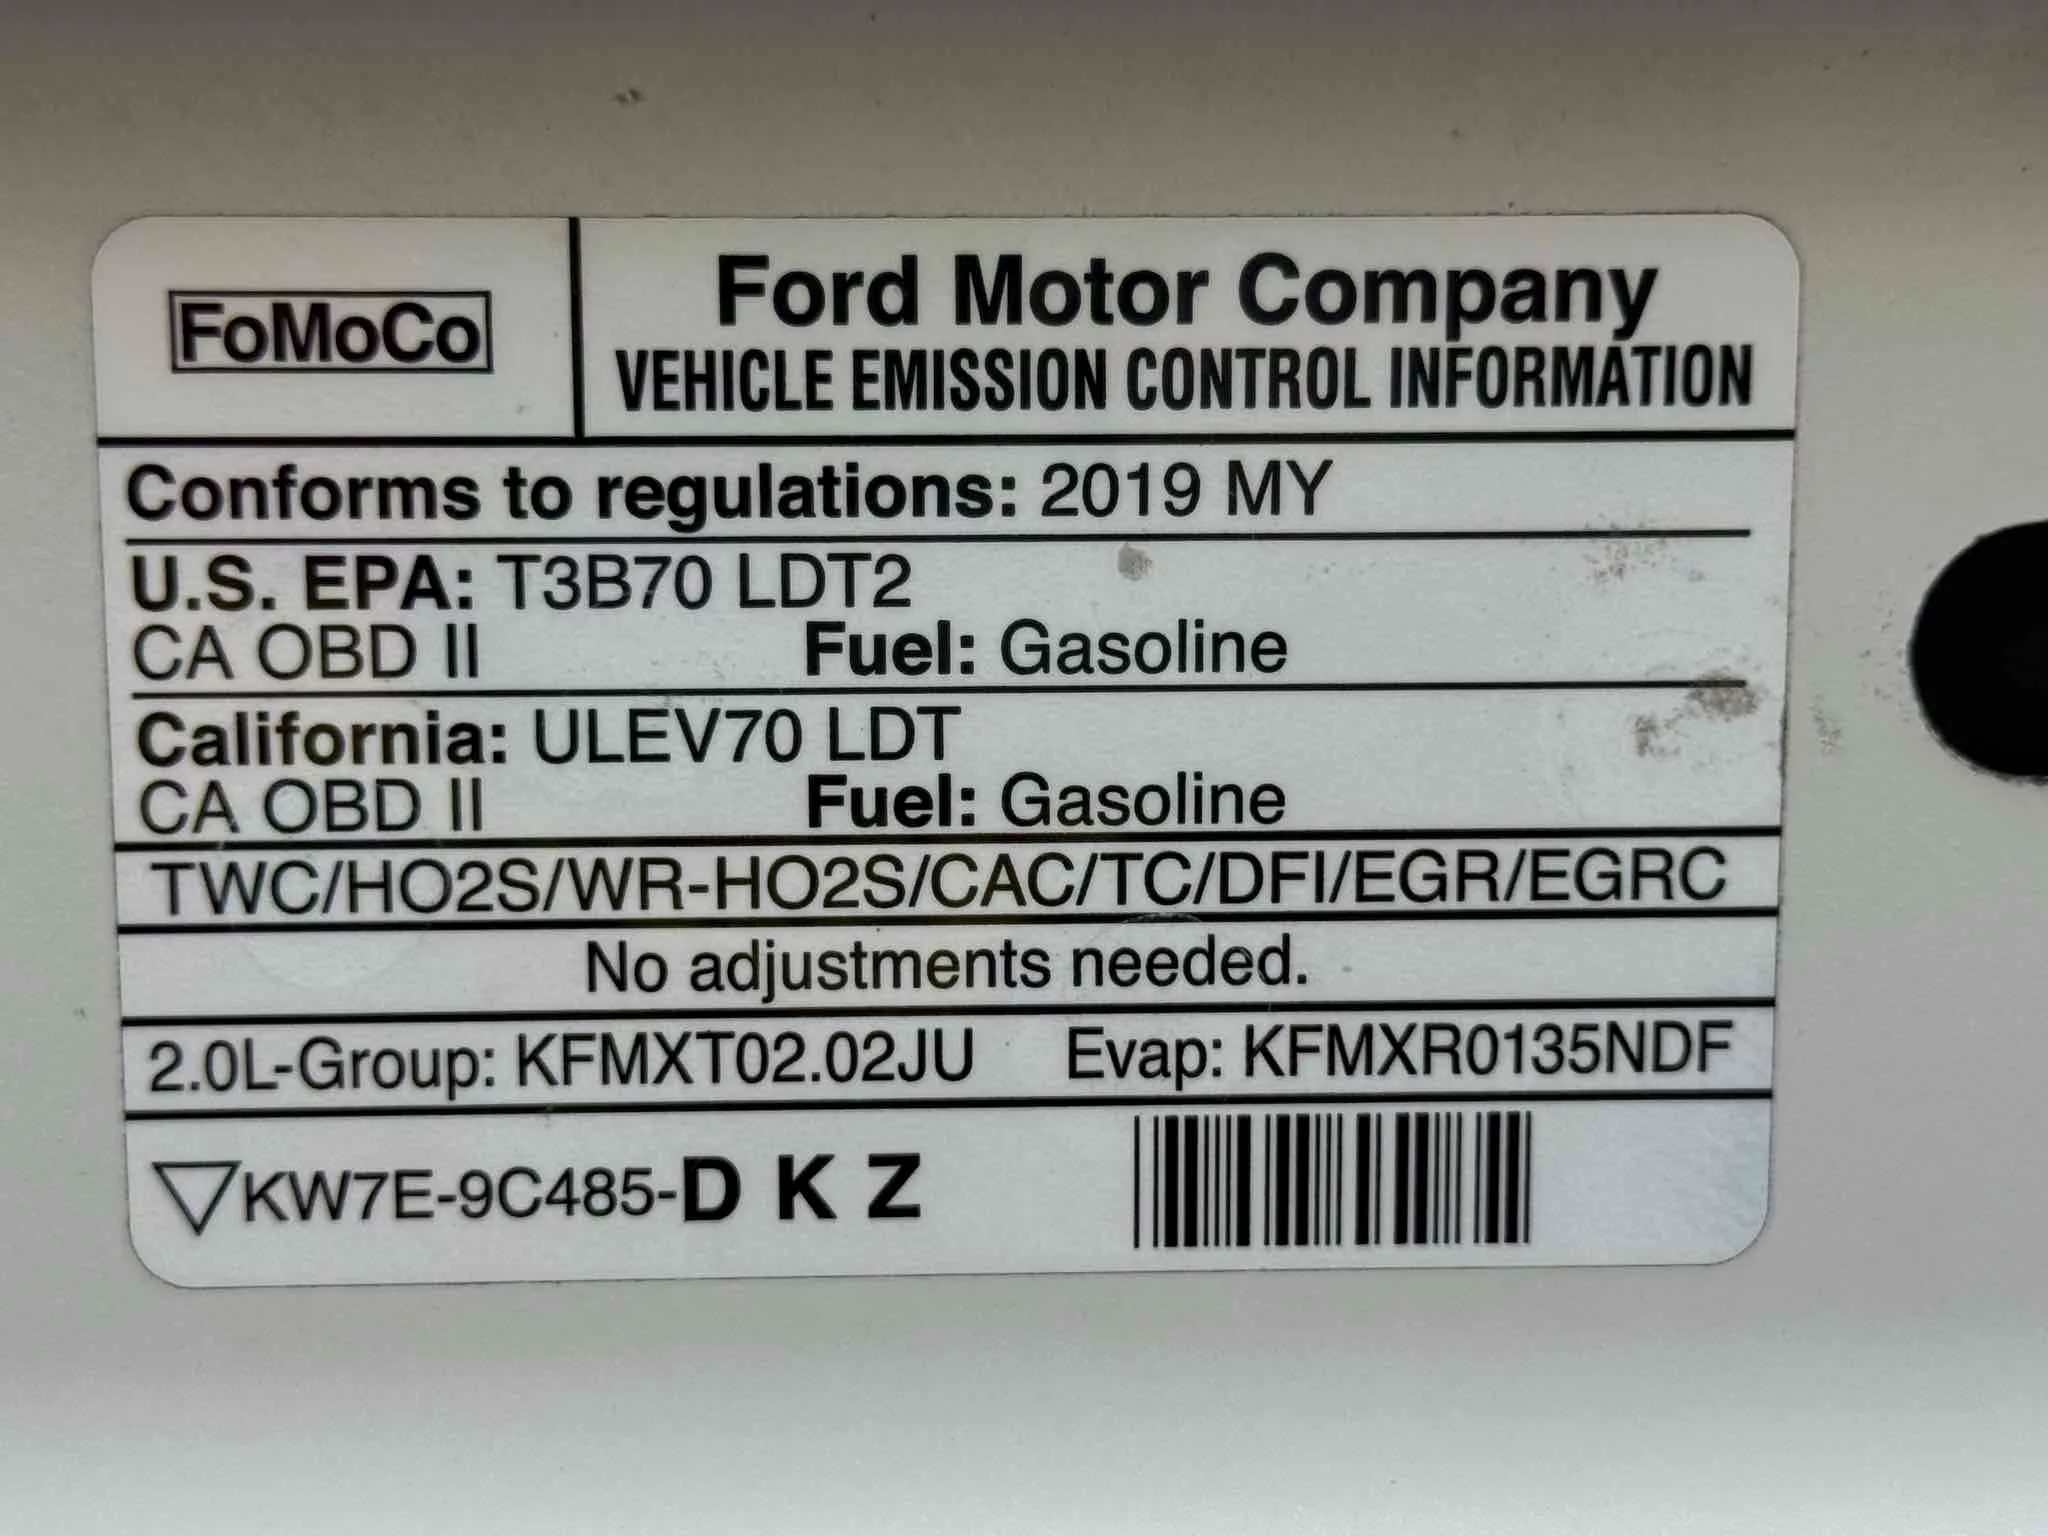 FoMoCo
Ford Motor Company
VEHICLE EMISSION CONTROL INFORMATION
Conforms to regulations: 2019 MY
U.S. EPA: T3B70 LDT2
CA OBD II Fuel: Gasoline
California: ULEV70 LDT
CA OBD II Fuel: Gasoline
TWC/HO2S/WR-HO2S/CAC/TC/DFI/EGR/EGRC
No adjustments needed.
2.0L-Group: KFMXT02.02JU Evap: KFMXR0135NDF
KW7E-9C485-D K Z